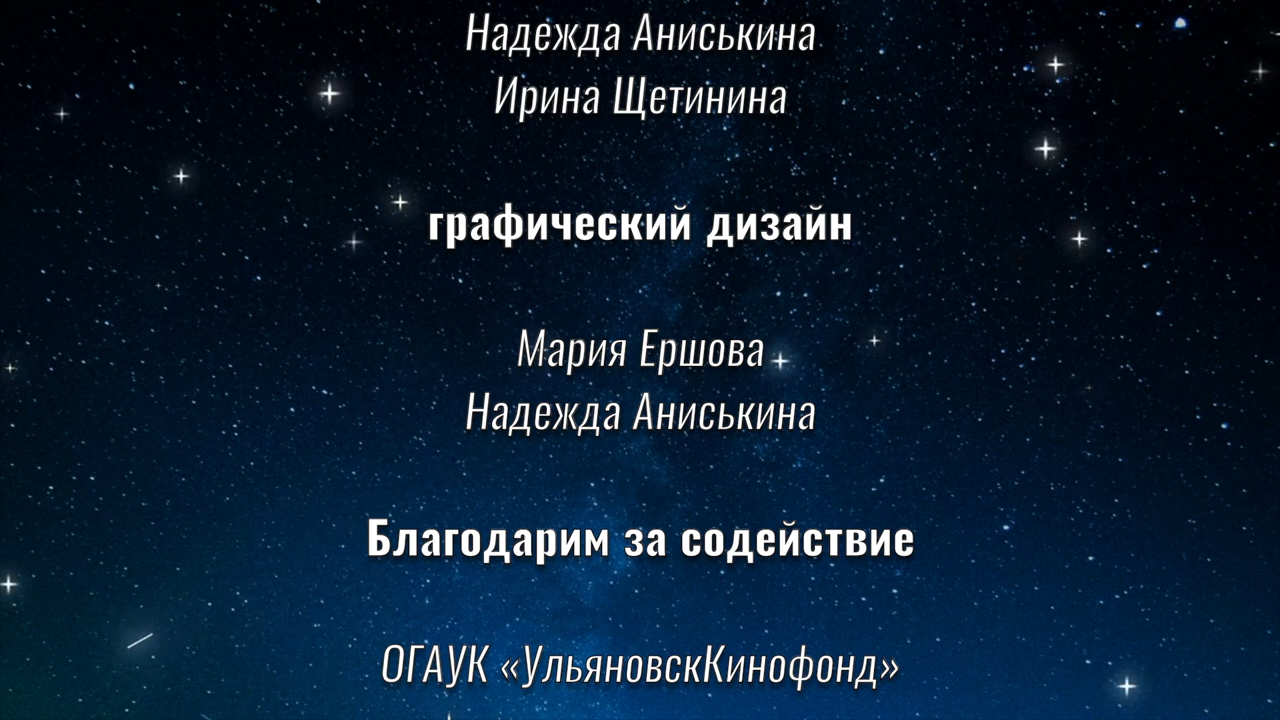 Надежда Аниськина
Ирина Щетинина
графический дизайн
Мария Ершова
Надежда Аниськина
Благодарим за содействие
ОГАУК «УльяновскКинофонд»